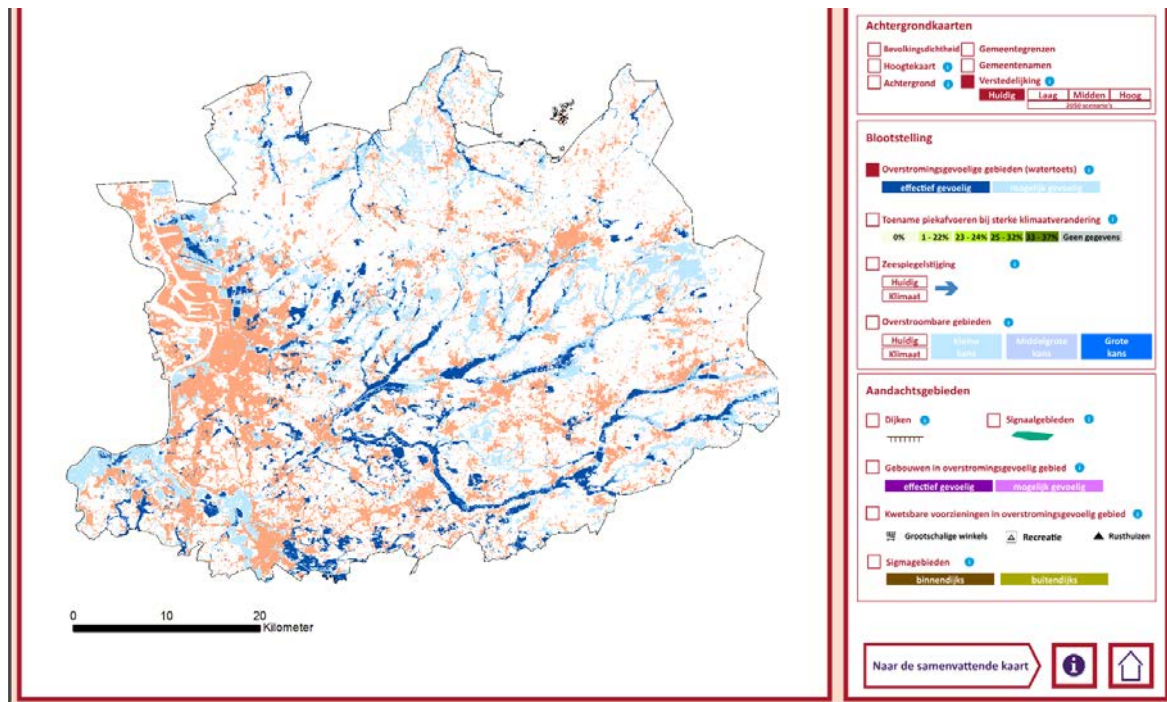 Achtergrondkaarten
Bevolkingsdichtheid Gemeentegrenzen
Hoogtekaart i Gemeentenamen
Achtergrond i Verstedelijking i
Huidig Laag Midden Hoog
2050 scenario's
Blootstelling
Overstromingsgevoelige gebieden (watertoets) i
effectief gevoelig mogelijk gevoelig
Toename piekafvoeren bij sterke klimaatverandering i
0% 1 - 22% 23 - 24% 25 - 32% 33 - 37% Geen gegevens
Zeespiegelstijging i
Huidig
Klimaat
Overstroombare gebieden i
Huidig Kleine kans Middelgrote kans Grote kans
Klimaat
Aandachtsgebieden
Dijken i Signaalgebieden i
Gebouwen in overstromingsgevoelig gebied i
effectief gevoelig mogelijk gevoelig
Kwetsbare voorzieningen in overstromingsgevoelig gebied i
Grootschalige winkels Recreatie Rusthuizen
Sigmagebieden i
binnendijks buitendijks
0 10 20
Kilometer
Naar de samenvattende kaart i